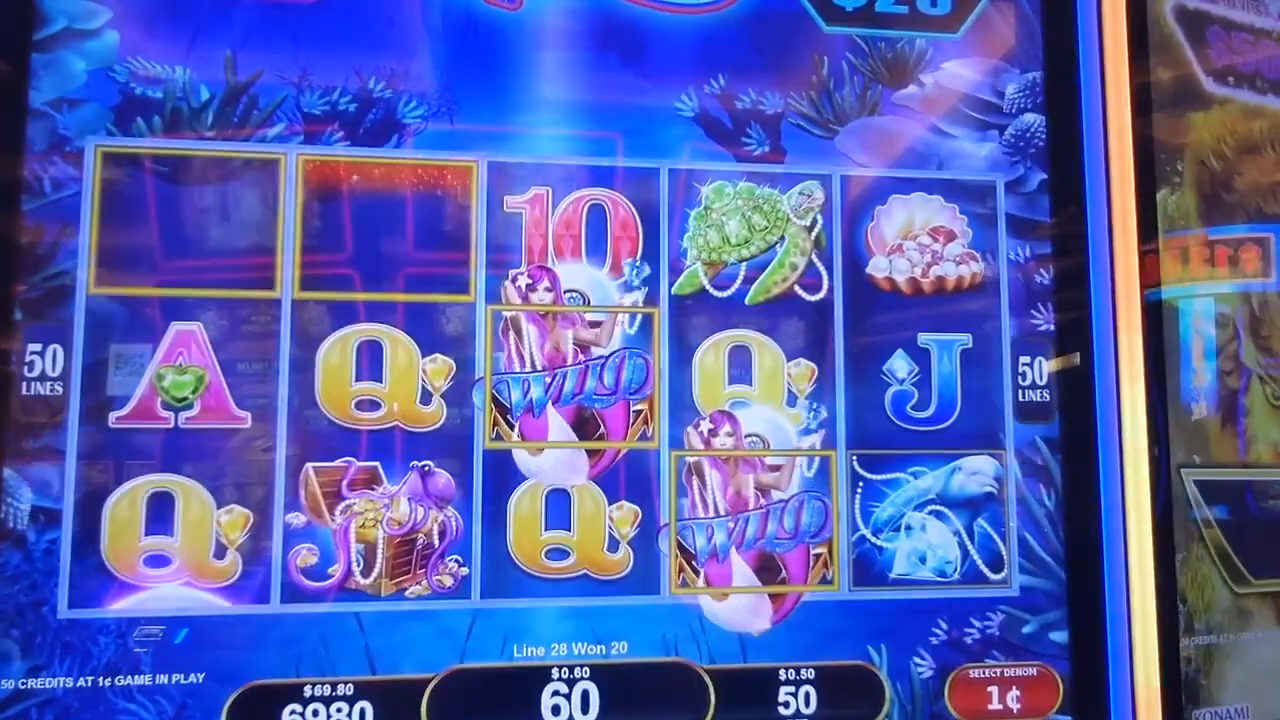 $20
10
50
LINES
A
Q
WILD
Q
J
50
LINES
Q
Q
WILD
Line 28 Won 20
50 CREDITS AT 1¢ GAME IN PLAY
$69.80
6980
$0.60
60
$0.50
50
SELECT DENOM
1¢
KONAMI